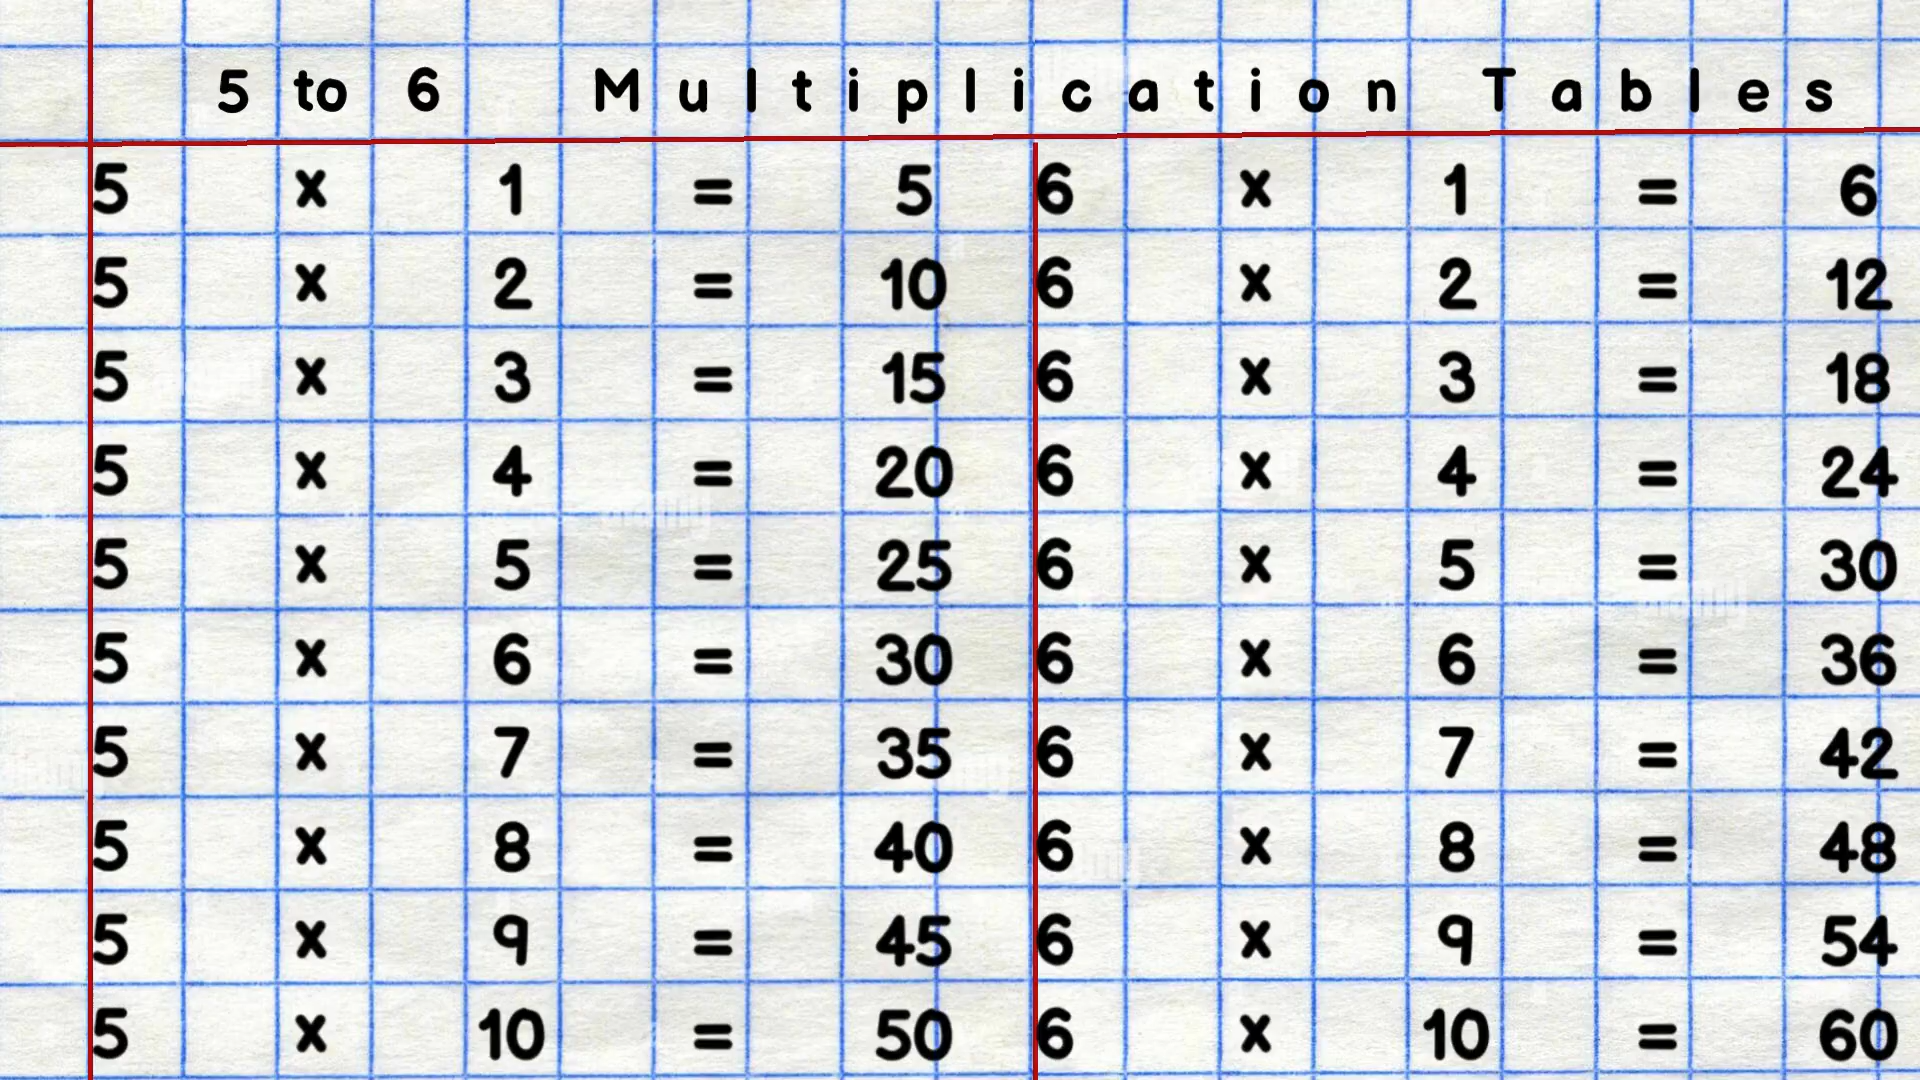 5 to 6 Multiplication Tables
5 x 1 = 5 6 x 1 = 6
5 x 2 = 10 6 x 2 = 12
5 x 3 = 15 6 x 3 = 18
5 x 4 = 20 6 x 4 = 24
5 x 5 = 25 6 x 5 = 30
5 x 6 = 30 6 x 6 = 36
5 x 7 = 35 6 x 7 = 42
5 x 8 = 40 6 x 8 = 48
5 x 9 = 45 6 x 9 = 54
5 x 10 = 50 6 x 10 = 60